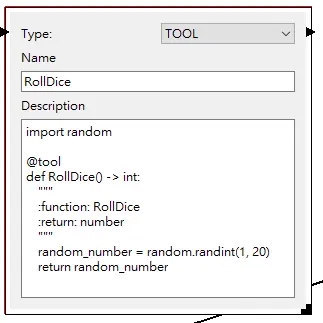 Type: TOOL
Name
RollDice
Description
import random

@tool
def RollDice() -> int:
    """
    :function: RollDice
    :return: number
    """
    random_number = random.randint(1, 20)
    return random_number